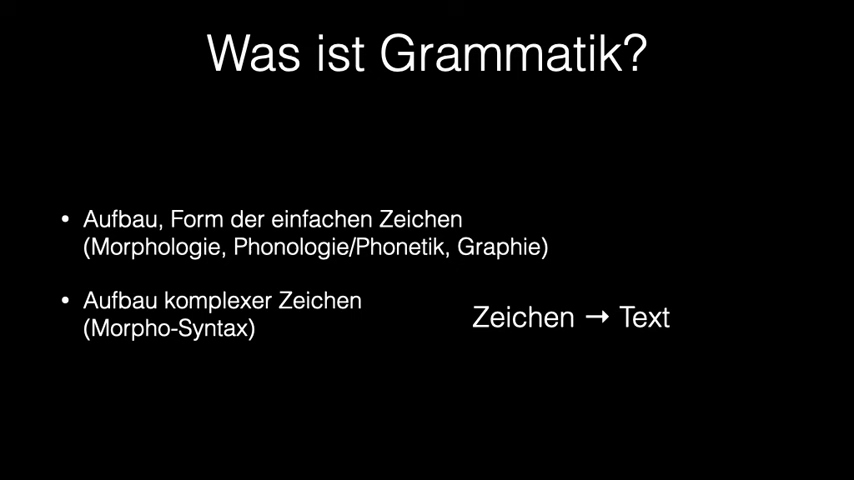 Was ist Grammatik?
• Aufbau, Form der einfachen Zeichen
(Morphologie, Phonologie/Phonetik, Graphie)
• Aufbau komplexer Zeichen
(Morpho-Syntax)
Zeichen → Text